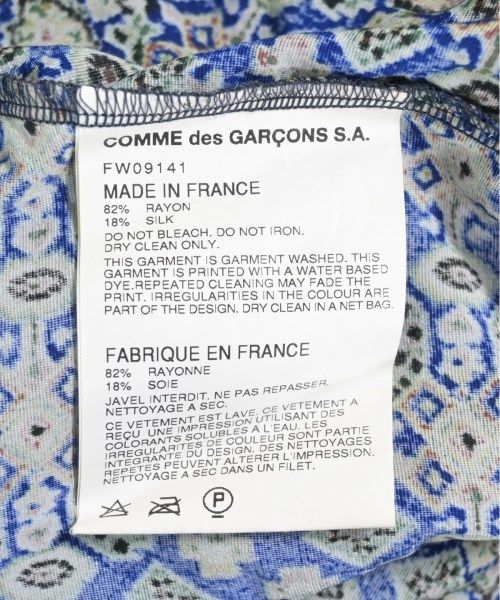 COMME des GARÇONS S.A.
FW09141
MADE IN FRANCE
82% RAYON
18% SILK
DO NOT BLEACH. DO NOT IRON.
DRY CLEAN ONLY.
THIS GARMENT IS GARMENT WASHED. THIS
GARMENT IS PRINTED WITH A WATER BASED
DYE.REPEATED CLEANING MAY FADE THE
PRINT. IRREGULARITIES IN THE COLOUR ARE
PART OF THE DESIGN. DRY CLEAN IN A NET BAG.
FABRIQUE EN FRANCE
82% RAYONNE
18% SOIE
JAVEL INTERDIT. NE PAS REPASSER.
NETTOYAGE A SEC.
CE VETEMENT EST LAVE. CE VETEMENT A
REÇU UNE IMPRESSION UTILISANT DES
COLORANTS SOLUBLES A L'EAU. LES
IRREGULARITES DE COULEUR SONT PARTIE
INTEGRANTE DU DESIGN. DES NETTOYAGES
REPETES PEUVENT ALTERER L'IMPRESSION.
NETTOYAGE A SEC DANS UN FILET.
P